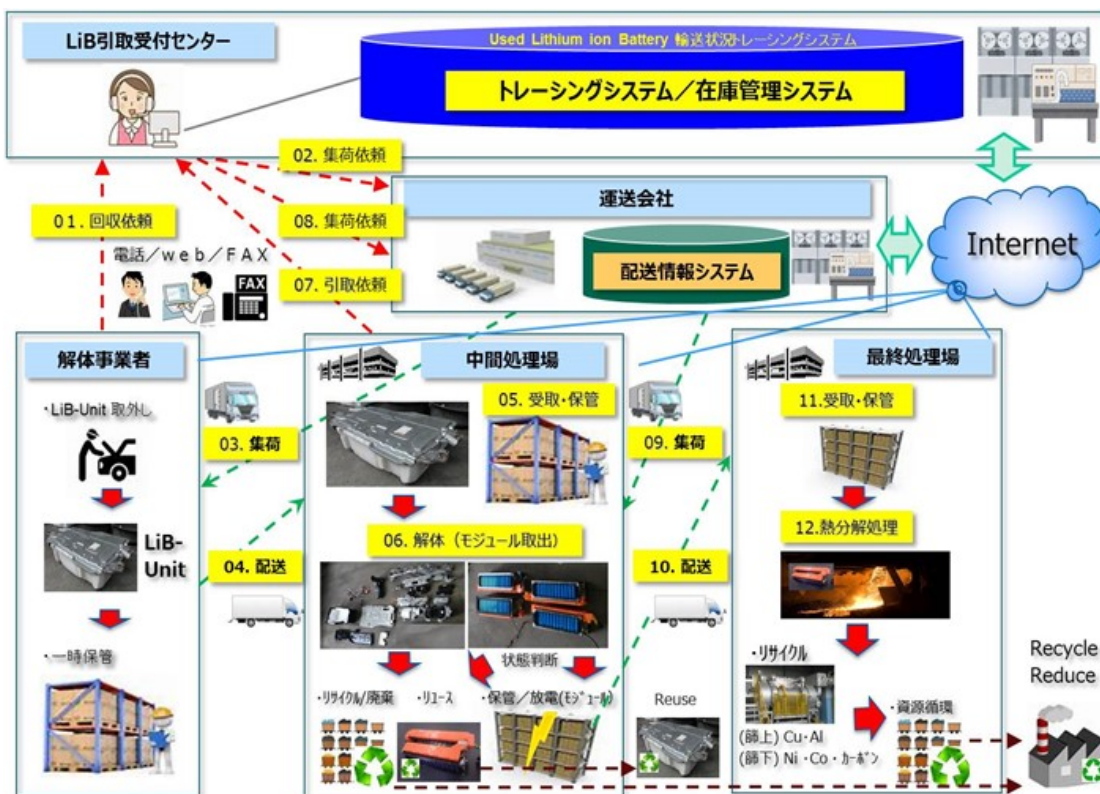 LiB引取受付センター
Used Lithium ion Battery 輸送状況トレーシングシステム
トレーシングシステム／在庫管理システム
02. 集荷依頼
01. 回収依頼
08. 集荷依頼
運送会社
Internet
電話／ｗｅｂ／ＦＡＸ
FAX
07. 引取依頼
配送情報システム
解体事業者
中間処理場
最終処理場
・LiB-Unit 取外し
05. 受取・保管
11.受取・保管
03. 集荷
09. 集荷
LiB-
Unit
06. 解体（モジュール取出）
12.熱分解処理
04. 配送
10. 配送
・一時保管
状態判断
・ﾘｻｲｸﾙ
Recycle
Reduce
・ﾘｻｲｸﾙ/廃棄
・ﾘﾕｰｽ
・保管／放電(ﾓｼﾞｭｰﾙ)
Reuse
・資源循環
(師上) Cu・Al
(師下) Ni・Co・ｶｰﾎﾞﾝ